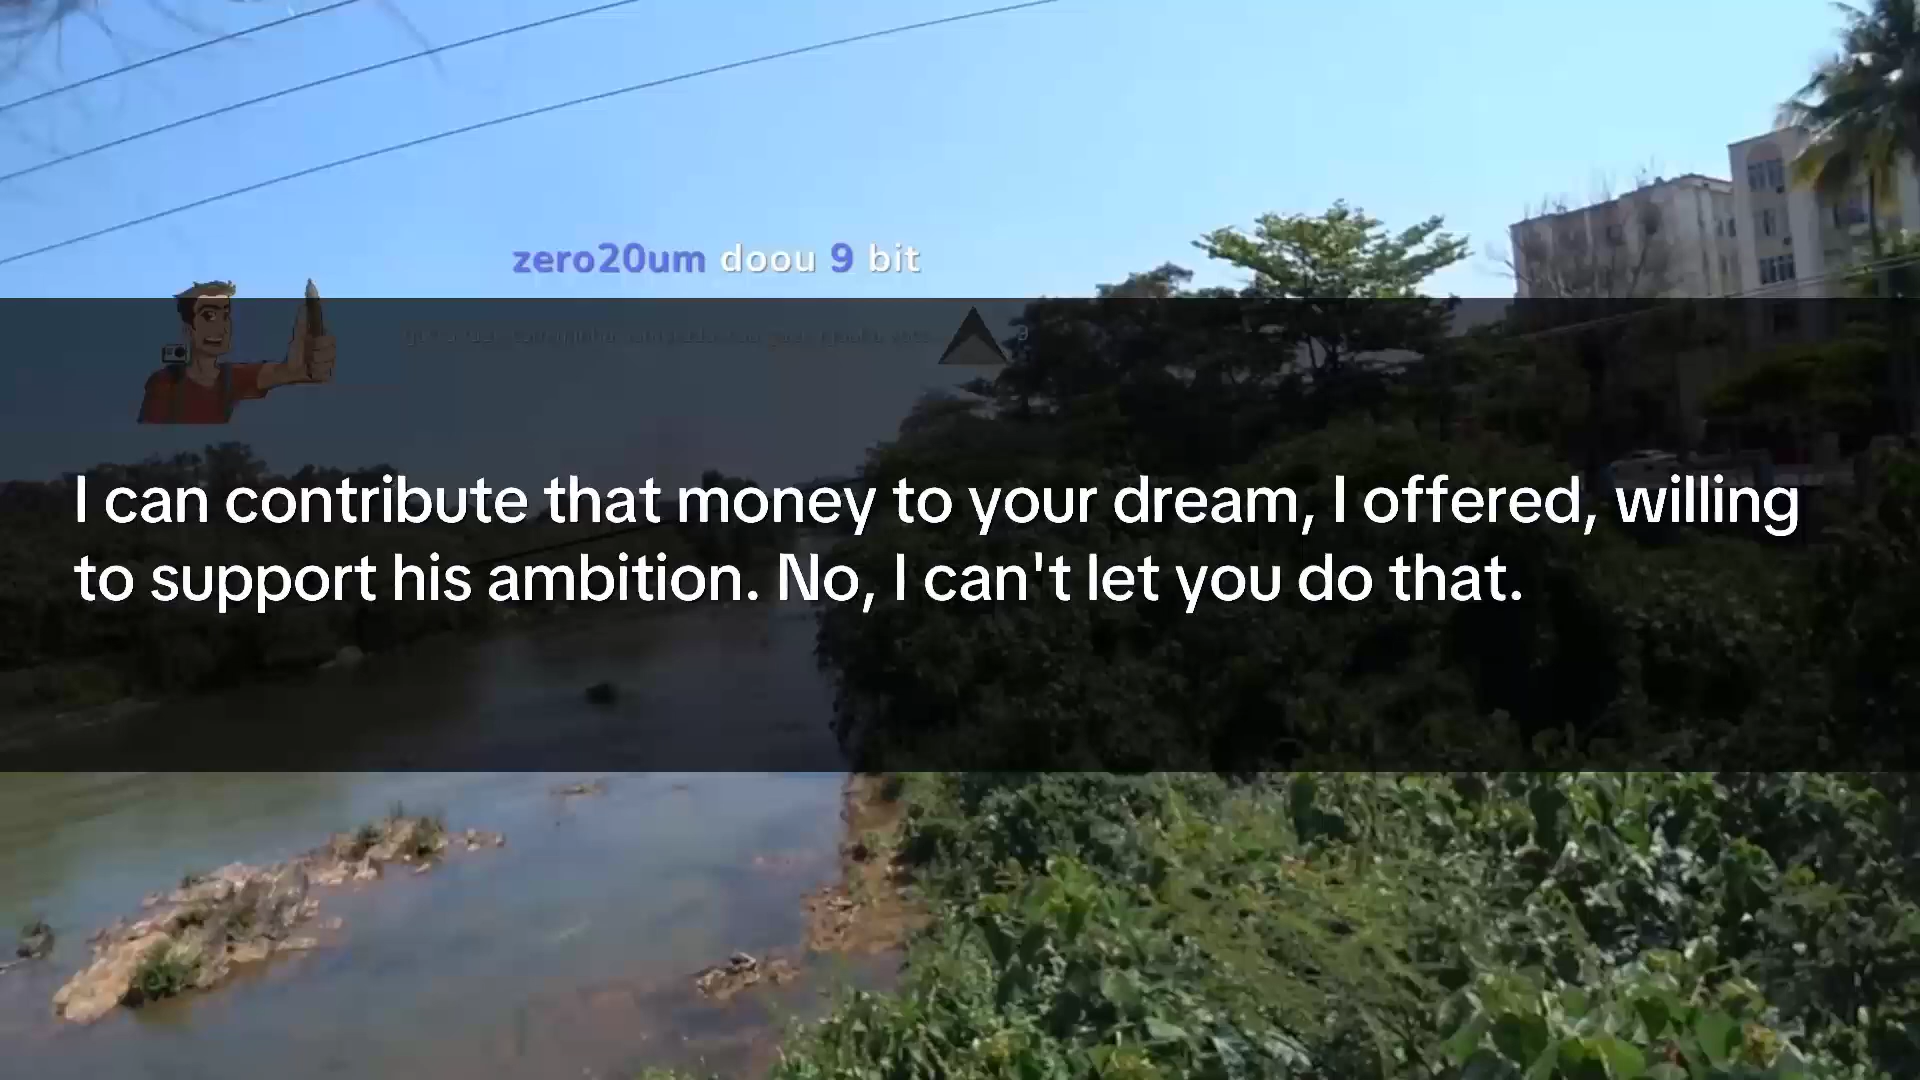 zero20um doou 9 bit
I can contribute that money to your dream, I offered, willing
to support his ambition. No, I can't let you do that.